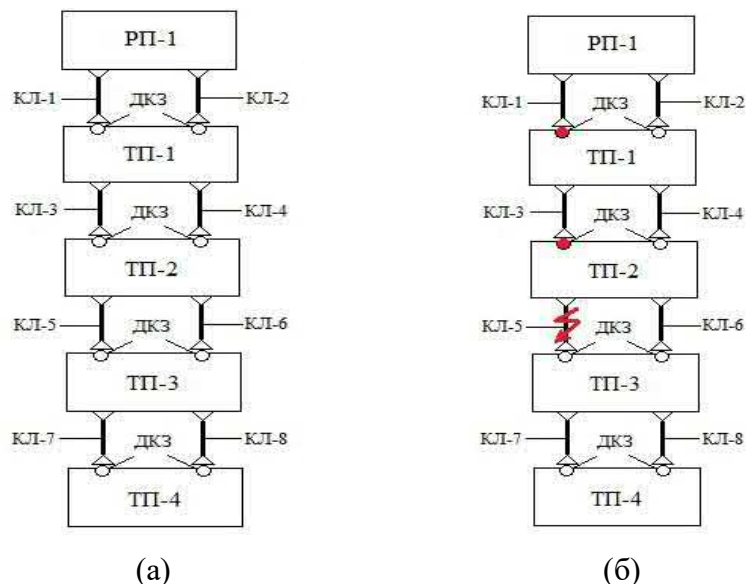 РП-1
КЛ-1 ДКЗ КЛ-2
ТП-1
КЛ-3 ДКЗ КЛ-4
ТП-2
КЛ-5 ДКЗ КЛ-6
ТП-3
КЛ-7 ДКЗ КЛ-8
ТП-4
(а)
РП-1
КЛ-1 ДКЗ КЛ-2
ТП-1
КЛ-3 ДКЗ КЛ-4
ТП-2
КЛ-5 ДКЗ КЛ-6
ТП-3
КЛ-7 ДКЗ КЛ-8
ТП-4
(б)